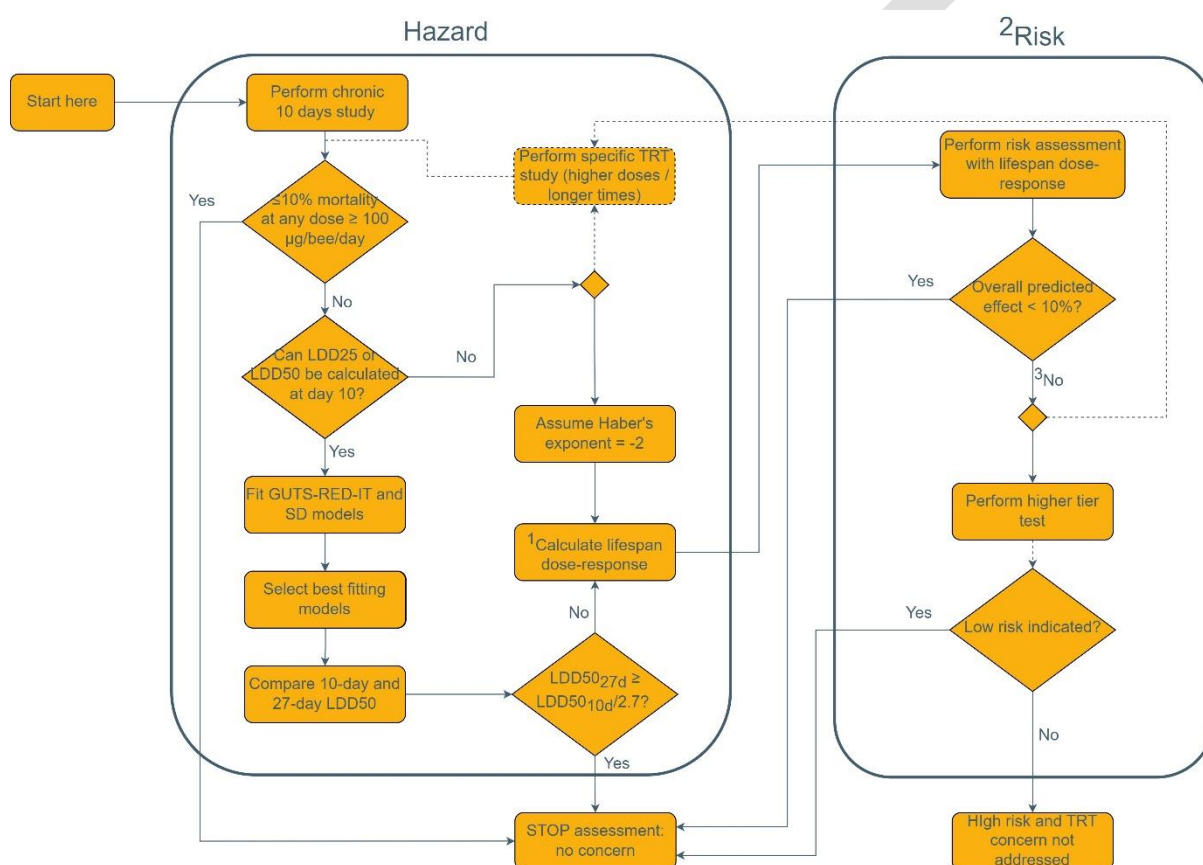 Hazard
2Risk
Start here
Perform chronic
10 days study
Perform specific TRT
study (higher doses /
longer times)
Perform risk assessment
with lifespan dose-
response
Yes
≤10% mortality
at any dose ≥ 100
µg/bee/day
No
Can LDD25 or
LDD50 be calculated
at day 10?
No
Yes
Overall predicted
effect < 10%?
3No
Assume Haber's
exponent = -2
Yes
Fit GUTS-RED-IT and
SD models
Perform higher tier
test
1Calculate lifespan
dose-response
Select best fitting
models
No
Yes
Low risk indicated?
Compare 10-day and
27-day LDD50
LDD5027d ≥
LDD5010d/2.7?
No
Yes
STOP assessment:
no concern
HIgh risk and TRT
concern not
addressed